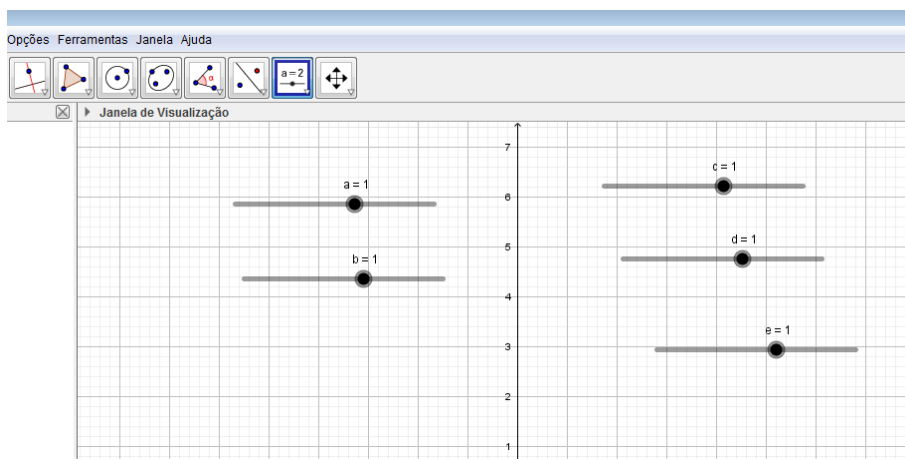 Opções Ferramentas Janela Ajuda
α a=2
Janela de Visualização
7
c = 1
a = 1
6
d = 1
5
b = 1
4
e = 1
3
2
1